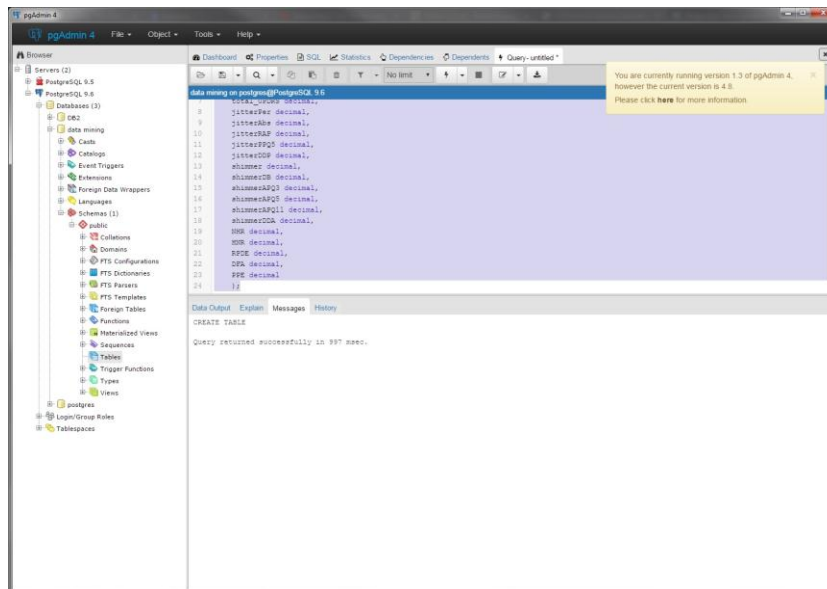 pgAdmin 4
pgAdmin 4 File Object Tools Help
Browser
Servers (2)
PostgreSQL 9.5
PostgreSQL 9.6
Databases (3)
DB2
data mining
Casts
Catalogs
Event Triggers
Extensions
Foreign Data Wrappers
Languages
Schemas (1)
public
Collations
Domains
FTS Configurations
FTS Dictionaries
FTS Parsers
FTS Templates
Foreign Tables
Functions
Materialized Views
Sequences
Tables
Trigger Functions
Types
Views
postgres
Login/Group Roles
Tablespaces
Dashboard Properties SQL Statistics Dependencies Dependents Query- untitled *
No limit
You are currently running version 1.3 of pgAdmin 4,
however the current version is 4.8.
Please click here for more information.
data mining on postgres@PostgreSQL 9.6
7 total_UPDRS decimal,
8 jitterPer decimal,
9 jitterAbs decimal,
10 jitterRAP decimal,
11 jitterPPQ5 decimal,
12 jitterDDP decimal,
13 shimmer decimal,
14 shimmerDB decimal,
15 shimmerAPQ3 decimal,
16 shimmerAPQ5 decimal,
17 shimmerAPQ11 decimal,
18 shimmerDDA decimal,
19 NHR decimal,
20 HNR decimal,
21 RPDE decimal,
22 DFA decimal,
23 PPE decimal
24 );
Data Output Explain Messages History
CREATE TABLE
Query returned successfully in 997 msec.